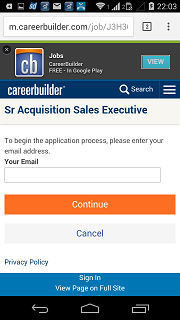 22:03
m.careerbuilder.com/job/J3H3
2
cb
Jobs
CareerBuilder
FREE - In Google Play
VIEW
careerbuilder
Search
Sr Acquisition Sales Executive
To begin the application process, please enter your
email address.
Your Email
Continue
Cancel
Privacy Policy
Sign In
View Page on Full Site